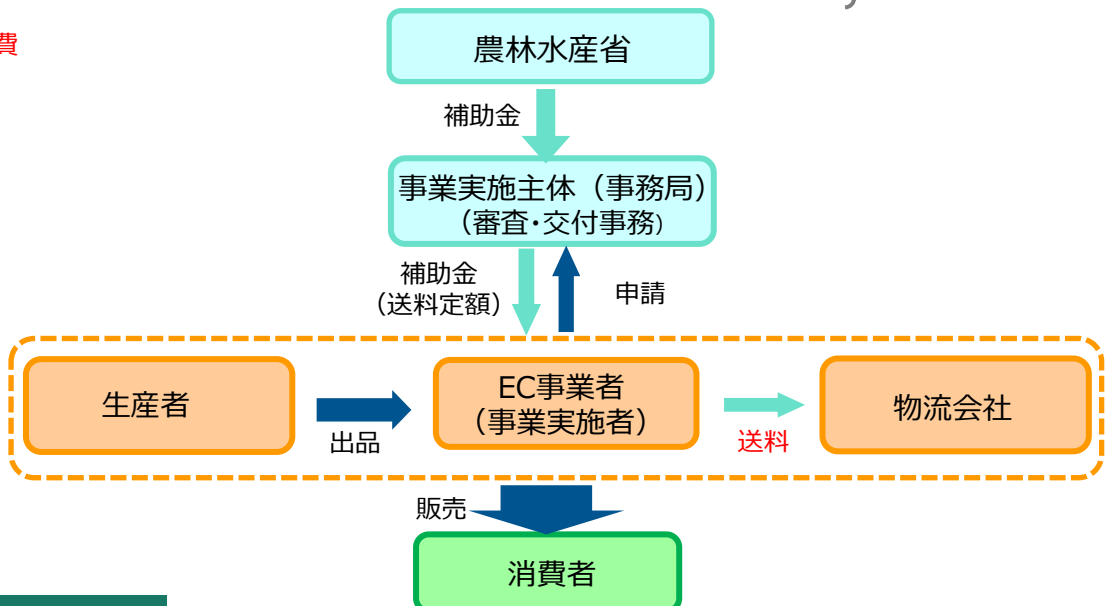 費
農林水産省
補助金
事業実施主体（事務局）
（審査・交付事務）
補助金
（送料定額）
申請
生産者
出品
EC事業者
（事業実施者）
送料
物流会社
販売
消費者